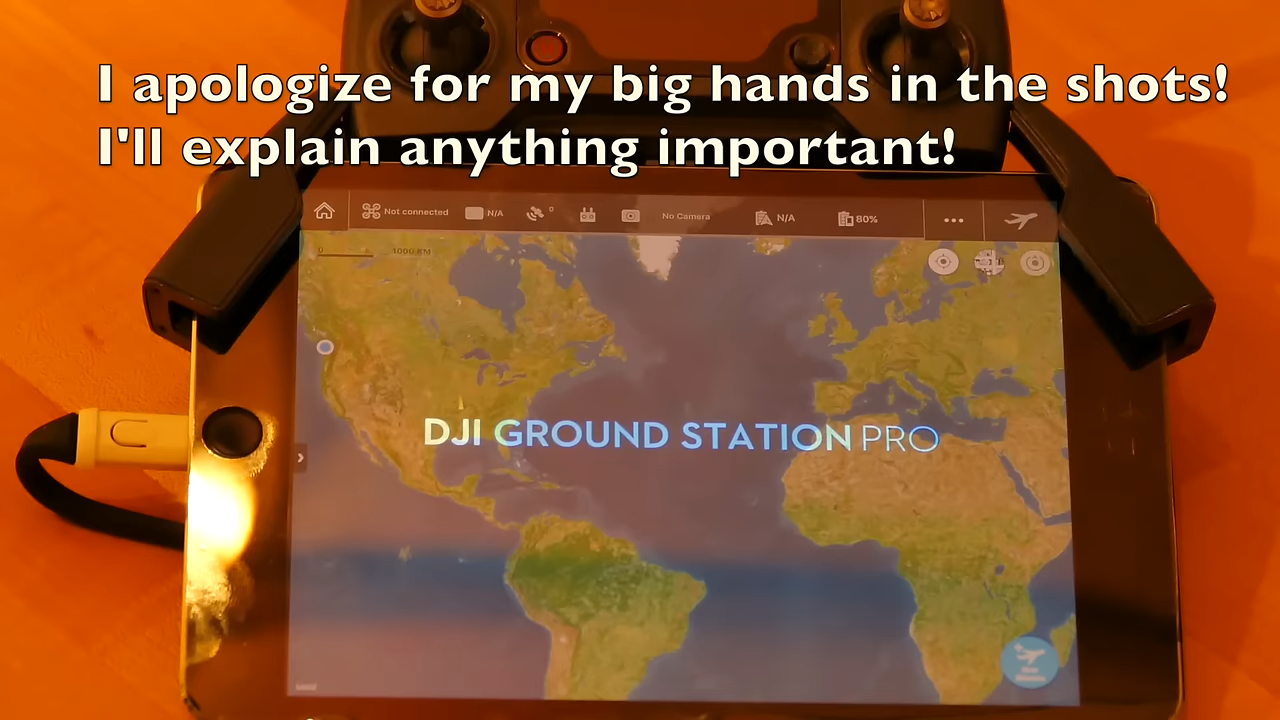 I apologize for my big hands in the shots!
I'll explain anything important!
Not connected N/A 0 No Camera N/A 80%
0 1000 KM
DJI GROUND STATION PRO